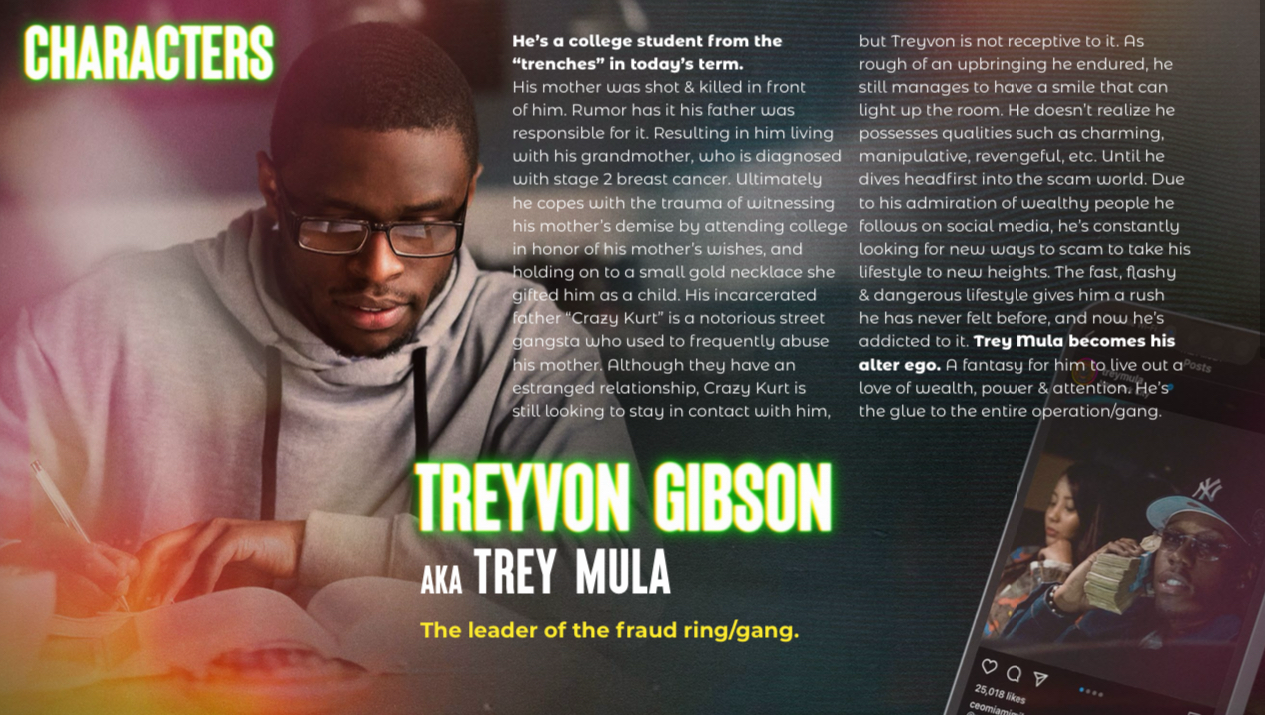 CHARACTERS
He's a college student from the
“trenches” in today's term.
His mother was shot & killed in front
of him. Rumor has it his father was
responsible for it. Resulting in him living
with his grandmother, who is diagnosed
with stage 2 breast cancer. Ultimately
he copes with the trauma of witnessing
his mother's demise by attending college
in honor of his mother's wishes, and
holding on to a small gold necklace she
gifted him as a child. His incarcerated
father “Crazy Kurt” is a notorious street
gangsta who used to frequently abuse
his mother. Although they have an
estranged relationship, Crazy Kurt is
still looking to stay in contact with him,
but Treyvon is not receptive to it. As
rough of an upbringing he endured, he
still manages to have a smile that can
light up the room. He doesn't realize he
possesses qualities such as charming,
manipulative, revengeful, etc. Until he
dives headfirst into the scam world. Due
to his admiration of wealthy people he
follows on social media, he's constantly
looking for new ways to scam to take his
lifestyle to new heights. The fast, flashy
& dangerous lifestyle gives him a rush
he has never felt before, and now he's
addicted to it. Trey Mula becomes his
alter ego. A fantasy for him to live out a
love of wealth, power & attention. He's
the glue to the entire operation/gang.
TREYVON GIBSON
AKA TREY MULA
The leader of the fraud ring/gang.
Posts
NY
25,018 likes